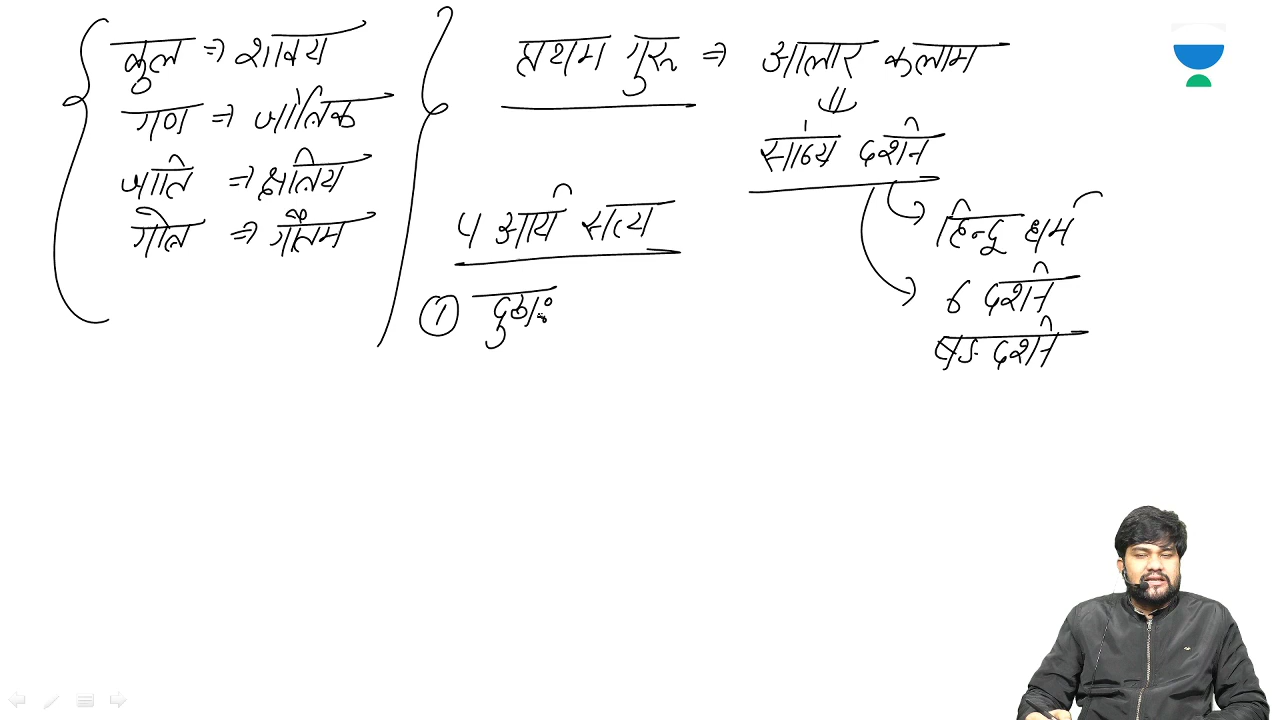 कुल ⇒ शाक्य
गण ⇒
जाति ⇒ क्षत्रिय
गोत्र ⇒ गौतम
प्रथम गुरु ⇒ आलार कलाम
⇓
सांख्य दर्शन
हिन्दू धर्म
6 दर्शन
षड दर्शन
4 आर्य सत्य
① दुखः